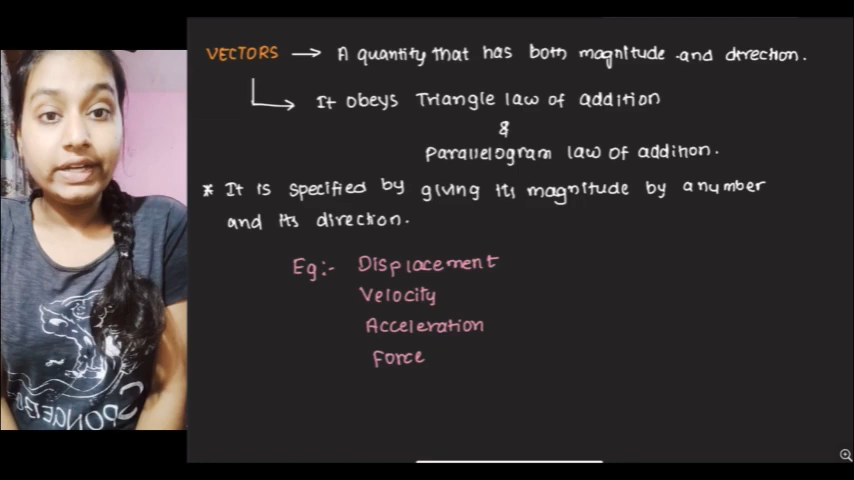 VECTORS → A quantity that has both magnitude and direction.
↳ It obeys Triangle law of addition
&
Parallelogram law of addition.
* It is specified by giving its magnitude by a number
and its direction.
Eg:- Displacement
Velocity
Acceleration
Force